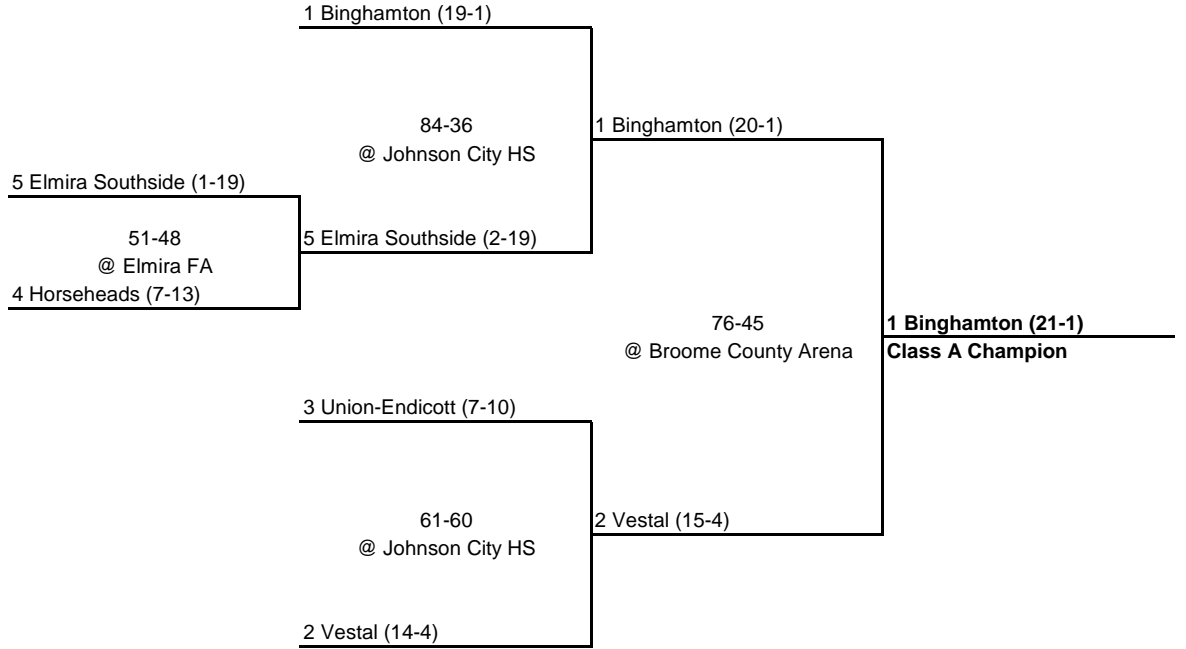 1 Binghamton (19-1)
84-36
@ Johnson City HS
1 Binghamton (20-1)
5 Elmira Southside (1-19)
51-48
@ Elmira FA
5 Elmira Southside (2-19)
4 Horseheads (7-13)
76-45
@ Broome County Arena
1 Binghamton (21-1)
Class A Champion
3 Union-Endicott (7-10)
61-60
@ Johnson City HS
2 Vestal (15-4)
2 Vestal (14-4)